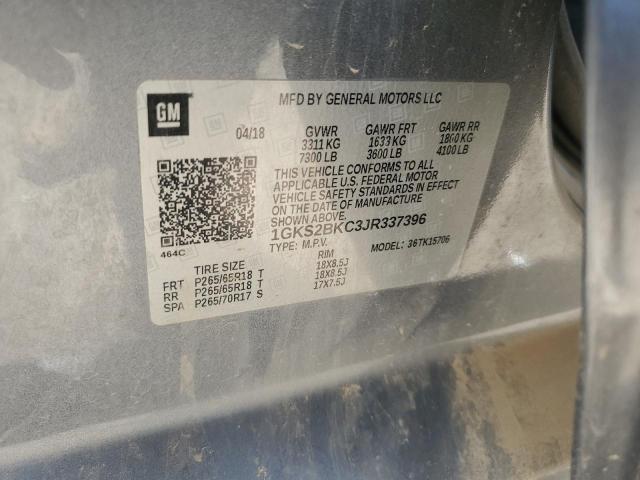 GM
MFD BY GENERAL MOTORS LLC
04/18 GVWR GAWR FRT GAWR RR
3311 KG 1633 KG 1860 KG
7300 LB 3600 LB 4100 LB
THIS VEHICLE CONFORMS TO ALL
APPLICABLE U.S. FEDERAL MOTOR
VEHICLE SAFETY STANDARDS IN EFFECT
ON THE DATE OF MANUFACTURE
SHOWN ABOVE.
1GKS2BKC3JR337396
TYPE: M.P.V. MODEL: 36TK15706
464C
TIRE SIZE RIM
FRT P265/65R18 T 18X8.5J
RR P265/65R18 T 18X8.5J
SPA P265/70R17 S 17X7.5J